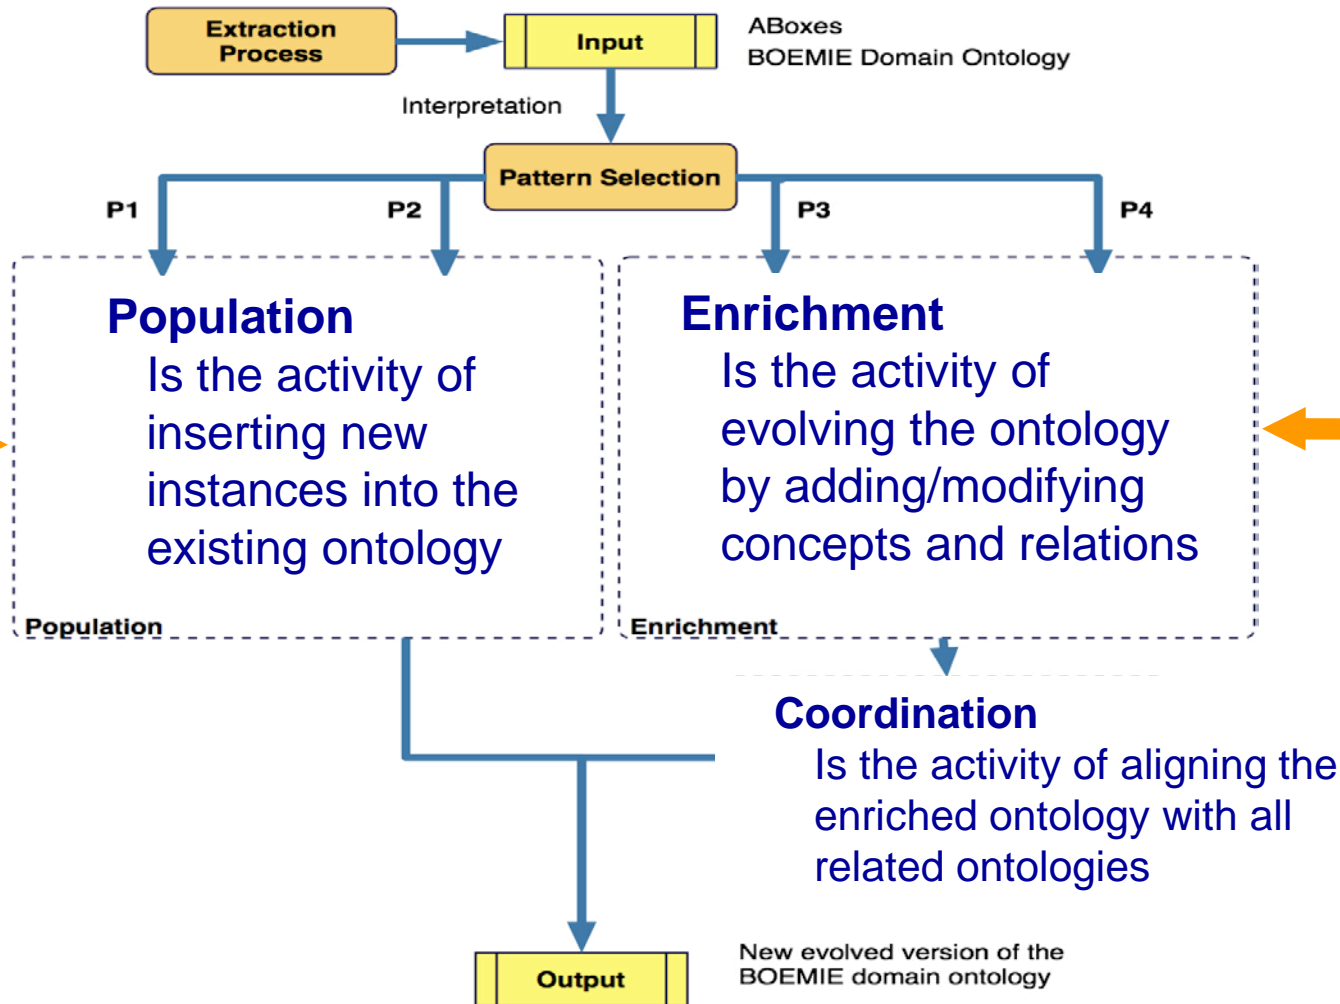 Extraction
Process
Input
ABoxes
BOEMIE Domain Ontology
Interpretation
Pattern Selection
P1
P2
P3
P4
Population
Is the activity of
inserting new
instances into the
existing ontology
Population
Enrichment
Is the activity of
evolving the ontology
by adding/modifying
concepts and relations
Enrichment
Coordination
Is the activity of aligning the
enriched ontology with all
related ontologies
Output
New evolved version of the
BOEMIE domain ontology